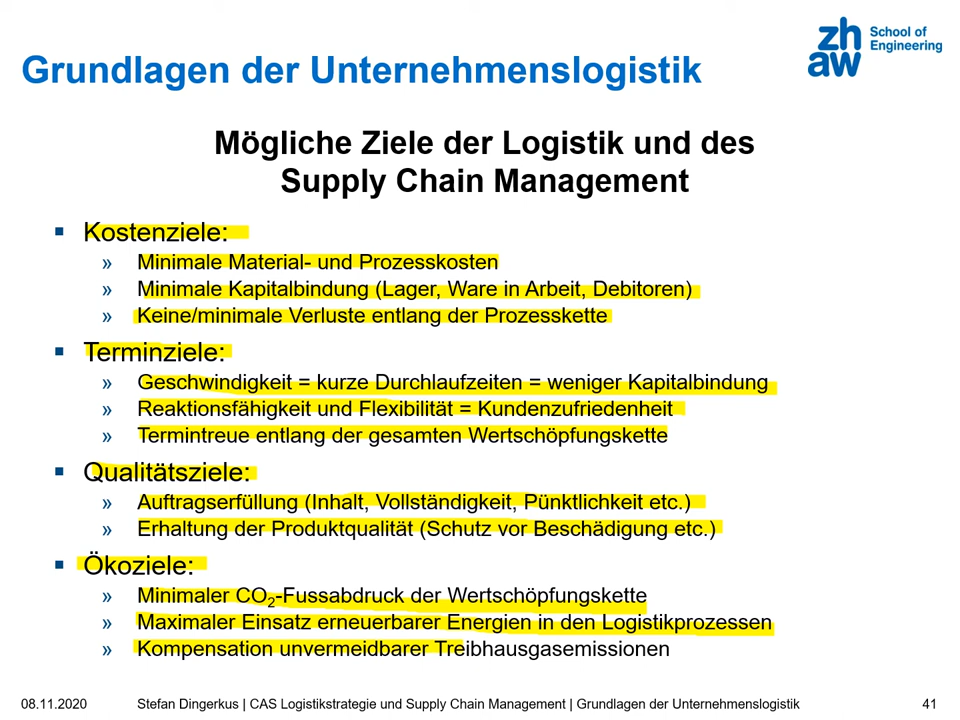 zh School of
aw Engineering
Grundlagen der Unternehmenslogistik
Mögliche Ziele der Logistik und des
Supply Chain Management
▪ Kostenziele:
» Minimale Material- und Prozesskosten
» Minimale Kapitalbindung (Lager, Ware in Arbeit, Debitoren)
» Keine/minimale Verluste entlang der Prozesskette
▪ Terminziele:
» Geschwindigkeit = kurze Durchlaufzeiten = weniger Kapitalbindung
» Reaktionsfähigkeit und Flexibilität = Kundenzufriedenheit
» Termintreue entlang der gesamten Wertschöpfungskette
▪ Qualitätsziele:
» Auftragserfüllung (Inhalt, Vollständigkeit, Pünktlichkeit etc.)
» Erhaltung der Produktqualität (Schutz vor Beschädigung etc.)
▪ Ökoziele:
» Minimaler CO₂-Fussabdruck der Wertschöpfungskette
» Maximaler Einsatz erneuerbarer Energien in den Logistikprozessen
» Kompensation unvermeidbarer Treibhausgasemissionen
08.11.2020 Stefan Dingerkus | CAS Logistikstrategie und Supply Chain Management | Grundlagen der Unternehmenslogistik 41